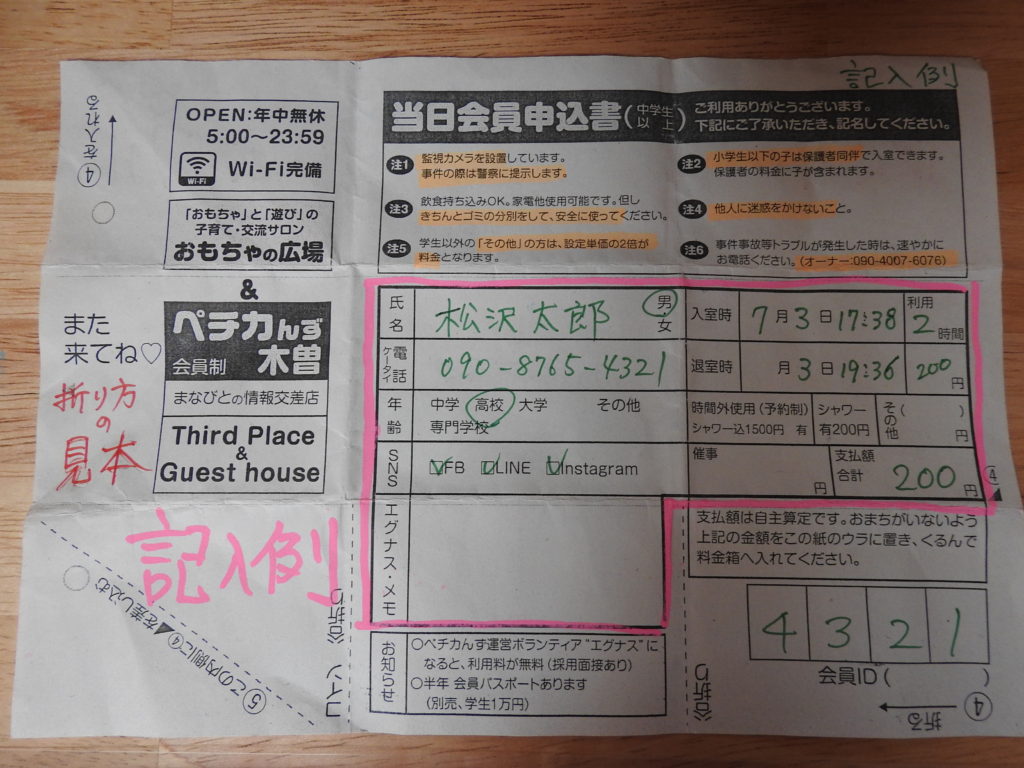 記入例
④を入れる
OPEN:年中無休
5:00〜23:59
Wi-Fi
Wi-Fi完備
「おもちゃ」と「遊び」の
子育て・交流サロン
おもちゃの広場
&
ペチカんず
会員制 木曽
まなびとの情報交差店
Third Place
&
Guest house
また
来てね♡
折り方
の
見本
記入例
⑤この内側に④を差し込む
コイン
谷折り
当日会員申込書(中学生以上)
ご利用ありがとうございます。
下記にご了承いただき、記名してください。
注1 監視カメラを設置しています。
事件の際は警察に提示します。
注2 小学生以下の子は保護者同伴で入室できます。
保護者の料金に子が含まれます。
注3 飲食持ち込みOK。家電他使用可能です。但し
きちんとゴミの分別をして、安全に使ってください。
注4 他人に迷惑をかけないこと。
注5 学生以外の「その他」の方は、設定単価の2倍が
料金となります。
注6 事件事故等トラブルが発生した時は、速やかに
お電話ください。(オーナー:090-4007-6076)
氏名 松沢太郎 男・女
入室時 7月3日17:38 利用 2時間
ケータイ電話 090-8765-4321
退室時 月3日19:36 200円
年齢 中学 高校 大学 その他
専門学校
時間外使用(予約制) シャワー その他( )
シャワー込1500円 有 有200円 円
SNS FB LINE Instagram
催事 円 支払額合計 200円
④
エグナス・メモ
支払額は自主算定です。おまちがいないよう
上記の金額をこの紙のウラに置き、くるんで
料金箱へ入れてください。
4321
会員ID( )
お知らせ
○ペチカんず運営ボランティア"エグナス"に
なると、利用料が無料(採用面接あり)
○半年 会員パスポートあります
(別売、学生1万円)
谷折り
④
折る